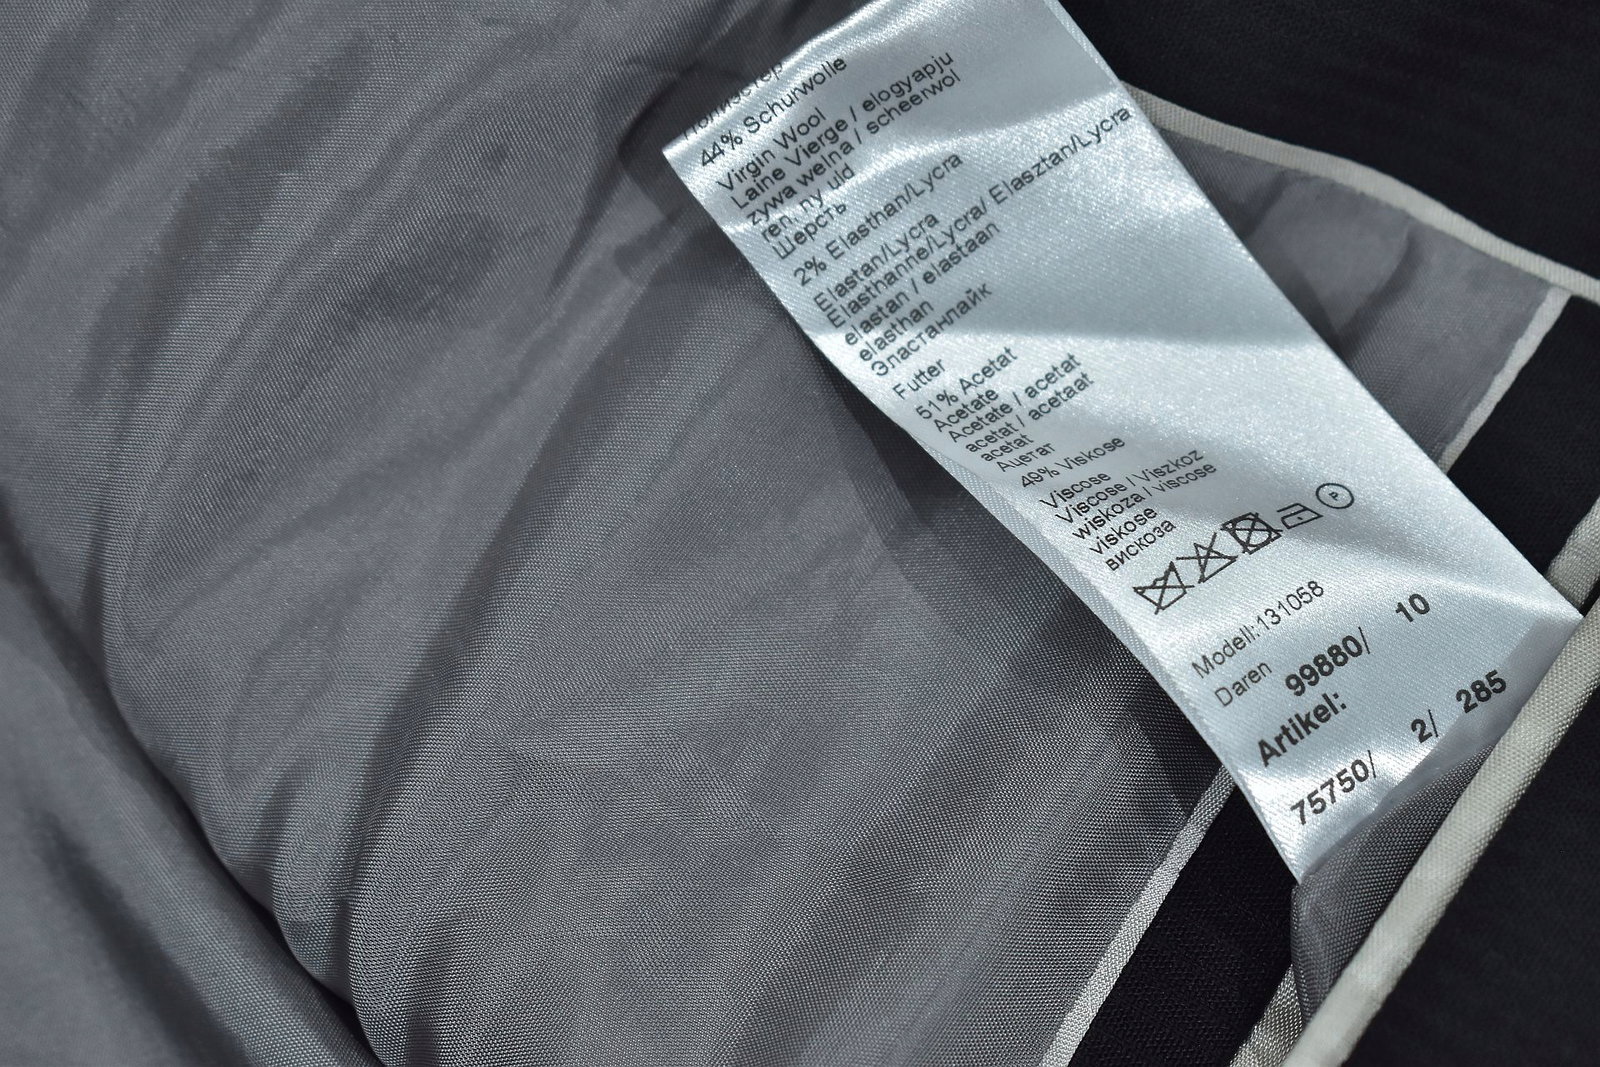 Полиэстер
44% Schurwolle
Virgin Wool
Laine Vierge / elogyapju
zywa welna / scheerwol
ren, ny uld
Шерсть
2% Elasthan/Lycra
Elastan/Lycra
Elasthanne/Lycra/ Elasztan/Lycra
elastan / elastaan
elasthan
Эластанлайк
Futter
51% Acetat
Acetate
Acetate / acetat
acetat / acetaat
acetat
Ацетат
49% Viskose
Viscose
Viscose / Viszkoz
wiskoza / viscose
viskose
вискоза
P
Modell:131058
Daren
99880/ 10
Artikel:
75750/ 2/ 285